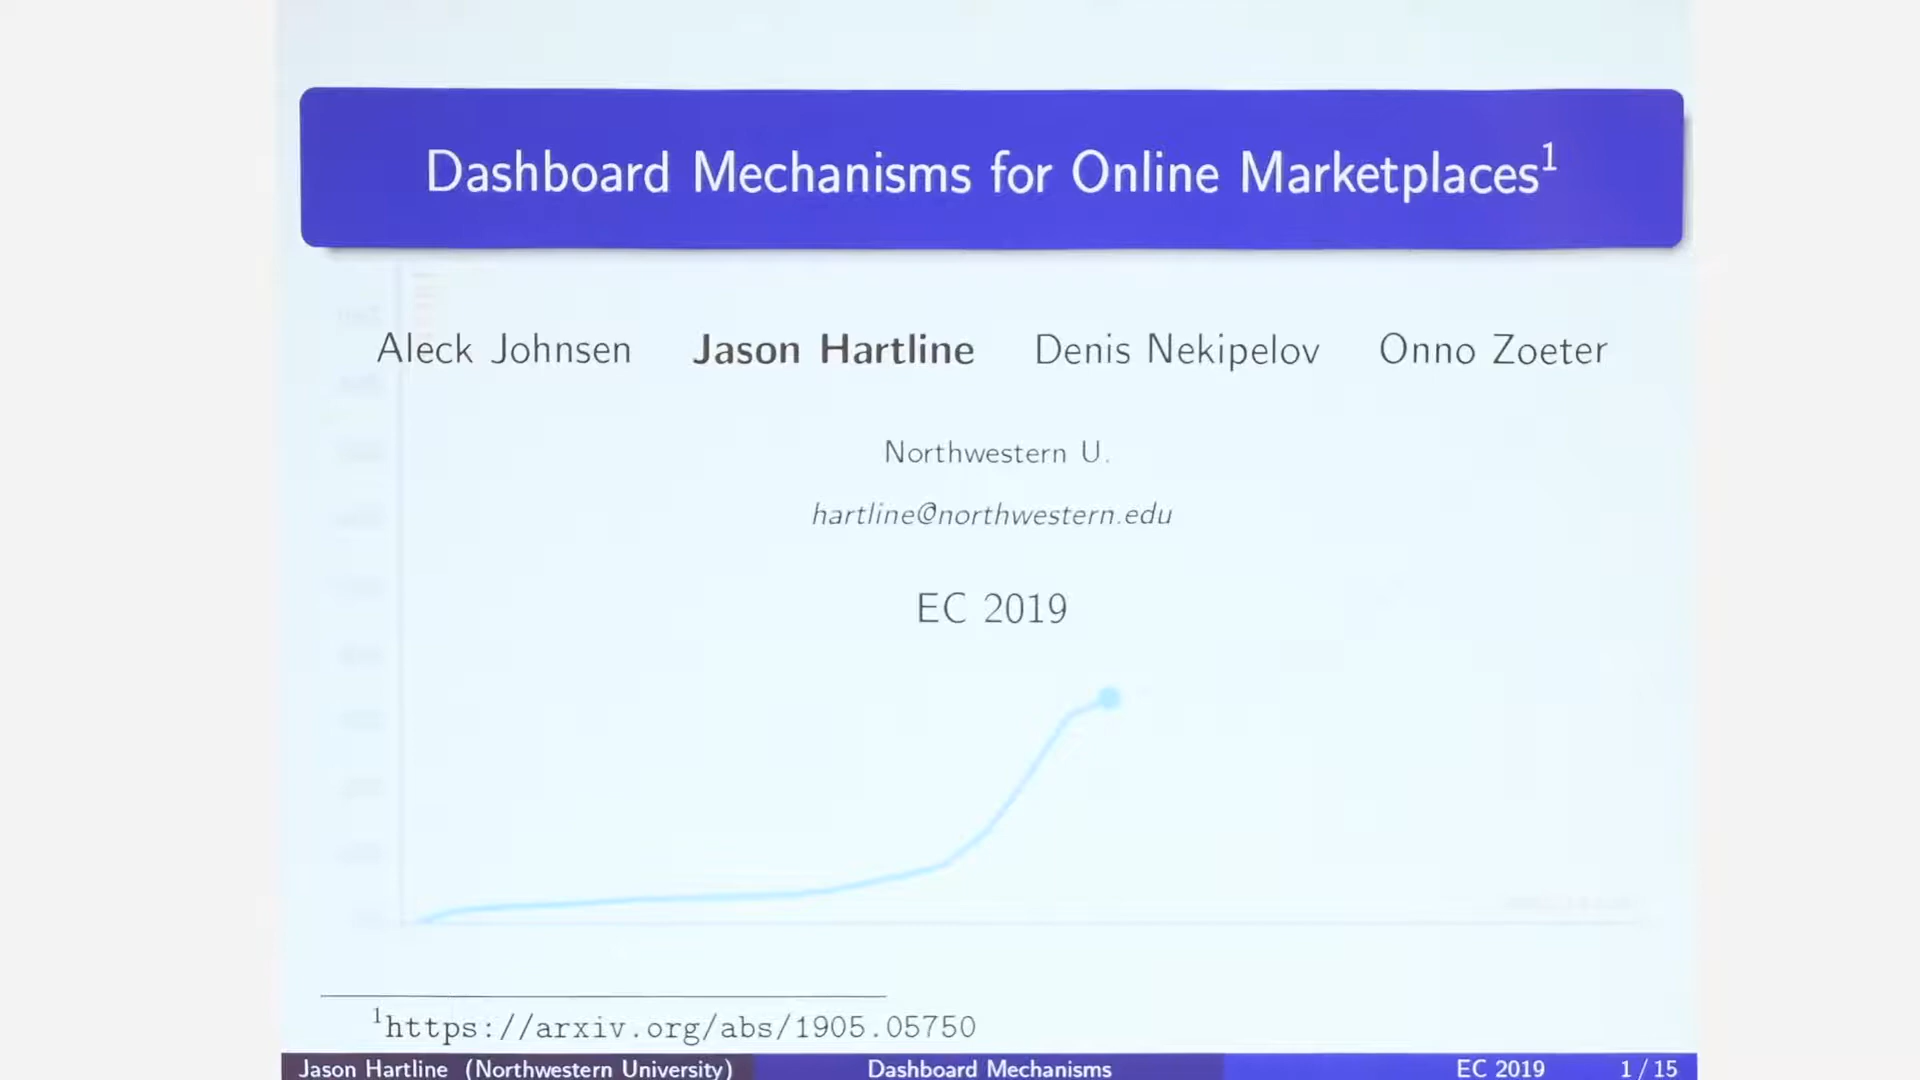 Dashboard Mechanisms for Online Marketplaces¹
Aleck Johnsen Jason Hartline Denis Nekipelov Onno Zoeter
Northwestern U.
hartline@northwestern.edu
EC 2019
¹https://arxiv.org/abs/1905.05750
Jason Hartline (Northwestern University) Dashboard Mechanisms EC 2019 1 / 15